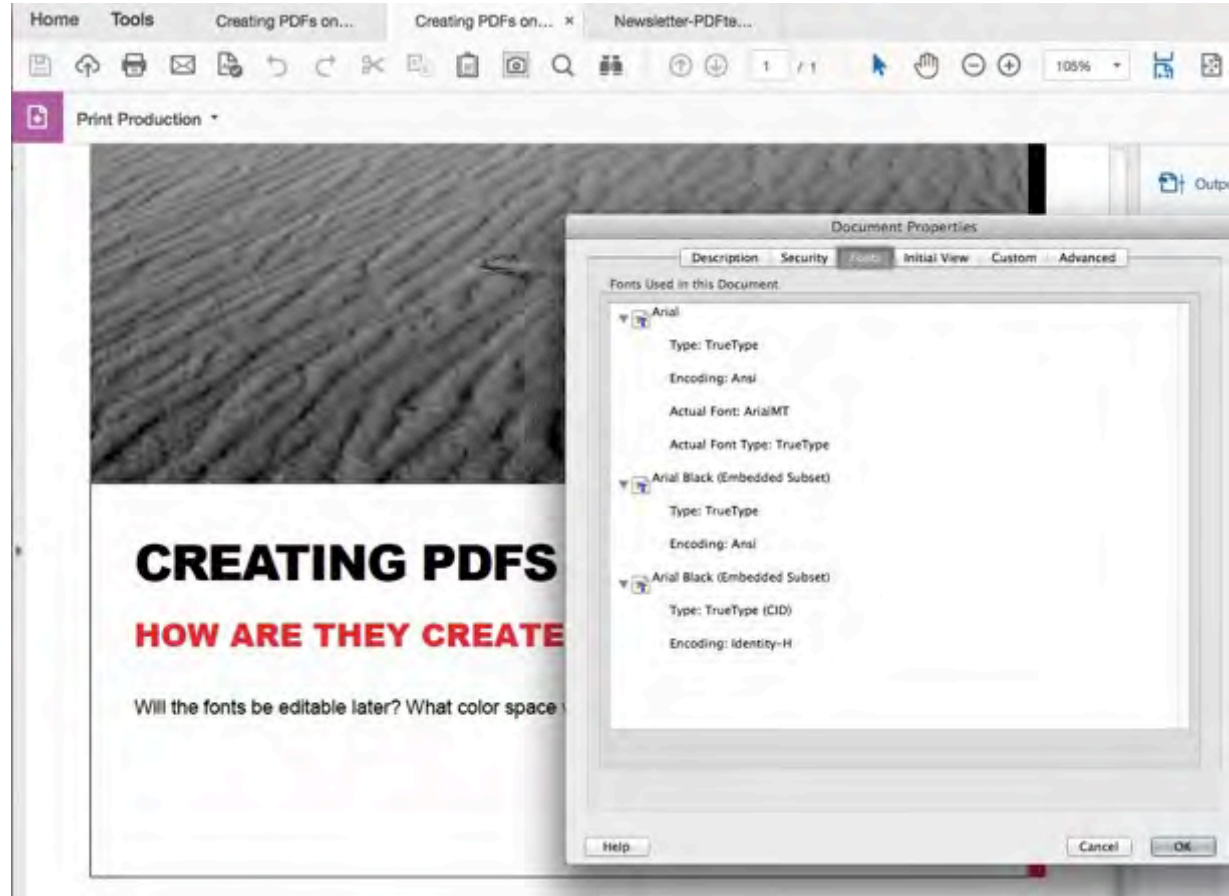 Home Tools Creating PDFs on... Creating PDFs on... × Newsletter-PDFte...
1 / 1 105%
Print Production
Outpu
Document Properties
Description Security Fonts Initial View Custom Advanced
Fonts Used in this Document
Arial
Type: TrueType
Encoding: Ansi
Actual Font: ArialMT
Actual Font Type: TrueType
Arial Black (Embedded Subset)
Type: TrueType
Encoding: Ansi
Arial Black (Embedded Subset)
Type: TrueType (CID)
Encoding: Identity-H
CREATING PDFS
HOW ARE THEY CREATE
Will the fonts be editable later? What color space
Help Cancel OK